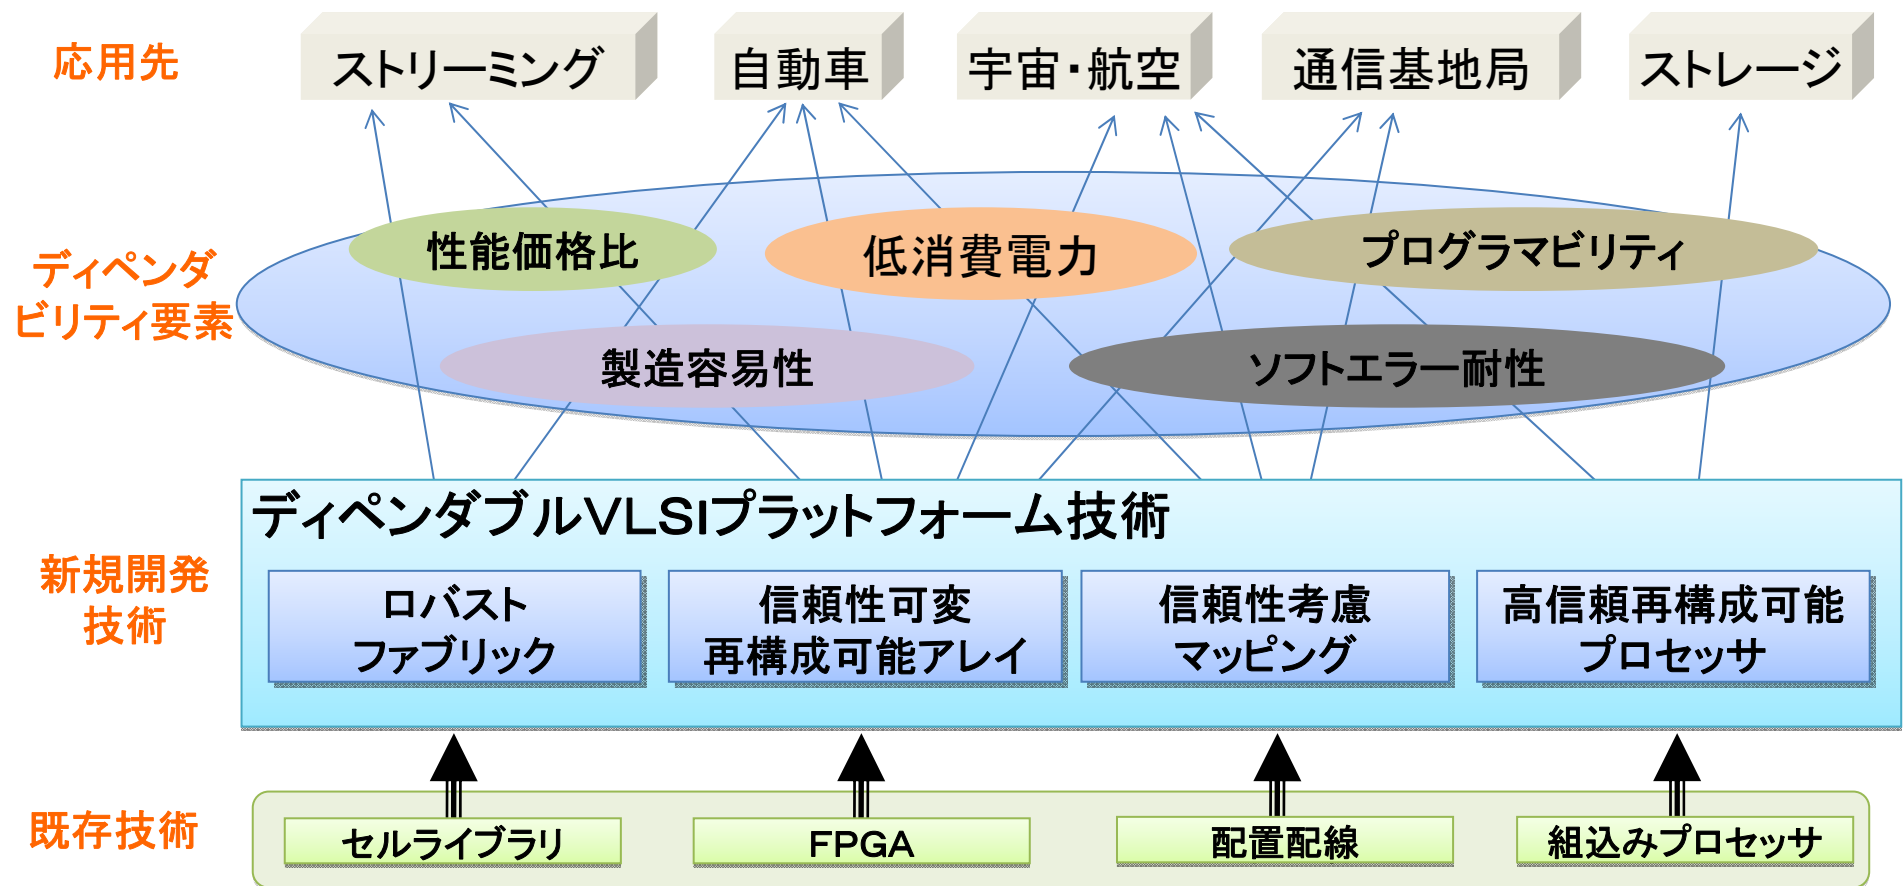 応用先
ストリーミング
自動車
宇宙・航空
通信基地局
ストレージ
ディペンダ
ビリティ要素
性能価格比
低消費電力
プログラマビリティ
製造容易性
ソフトエラー耐性
新規開発
技術
ディペンダブルVLSIプラットフォーム技術
ロバスト
ファブリック
信頼性可変
再構成可能アレイ
信頼性考慮
マッピング
高信頼再構成可能
プロセッサ
既存技術
セルライブラリ
FPGA
配置配線
組込みプロセッサ